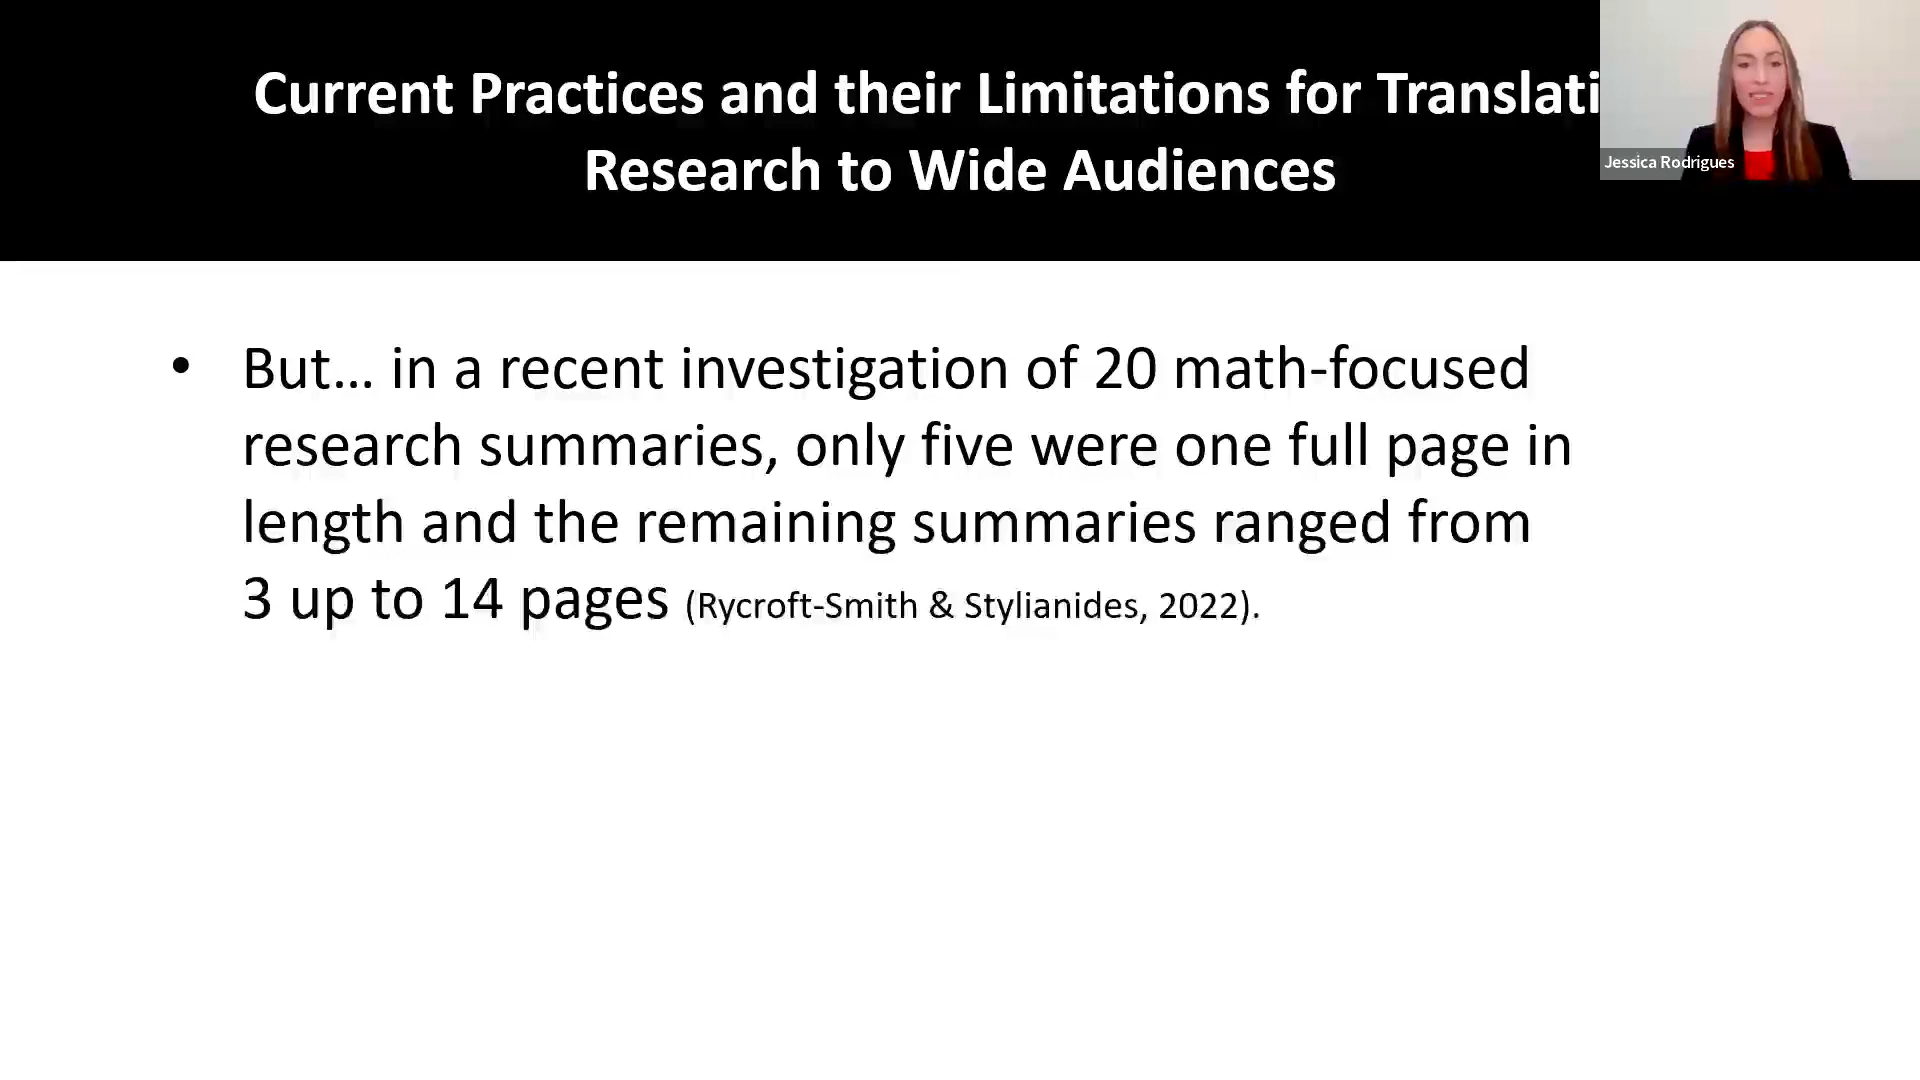 Current Practices and their Limitations for Translati
Research to Wide Audiences
Jessica Rodrigues
• But… in a recent investigation of 20 math-focused
research summaries, only five were one full page in
length and the remaining summaries ranged from
3 up to 14 pages (Rycroft-Smith & Stylianides, 2022).